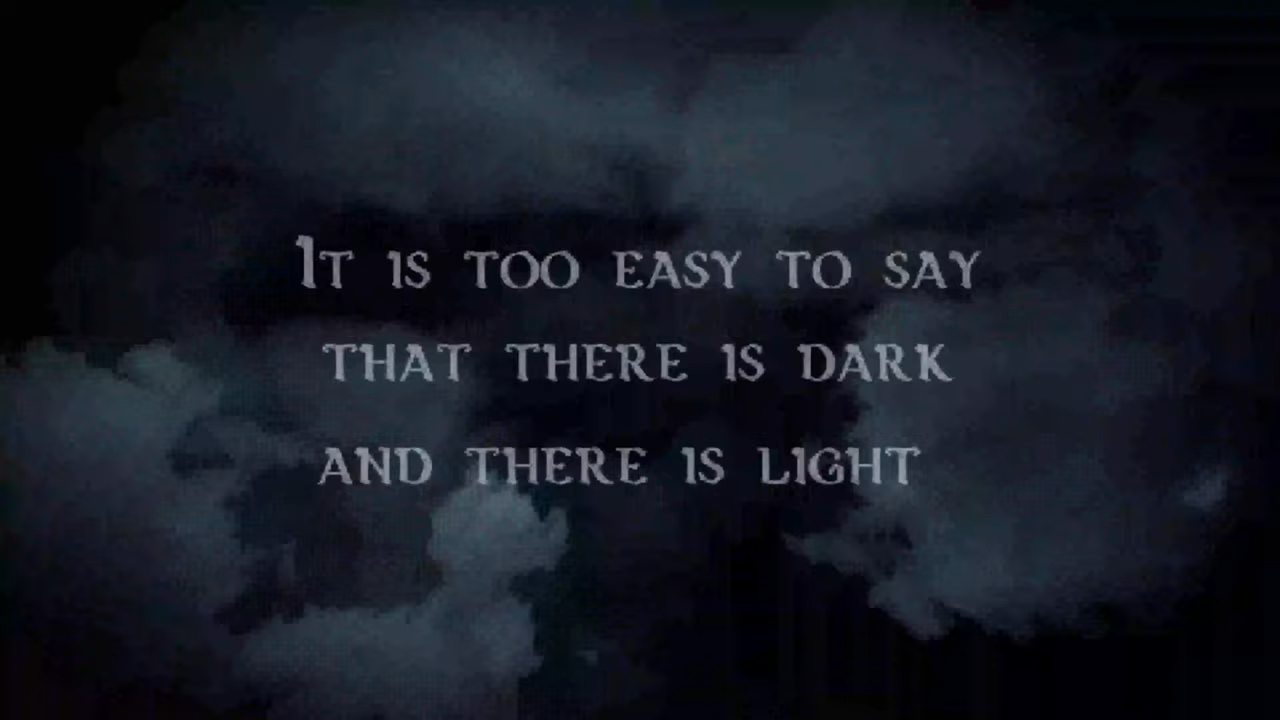 It is too easy to say
that there is dark
and there is light